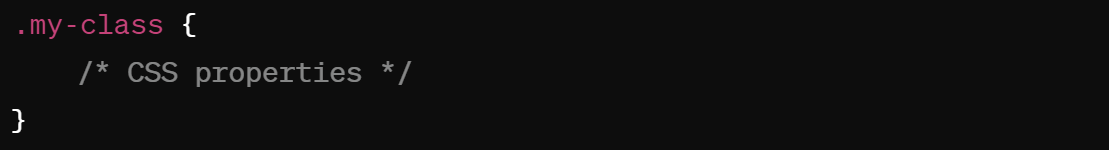 .my-class {
    /* CSS properties */
}